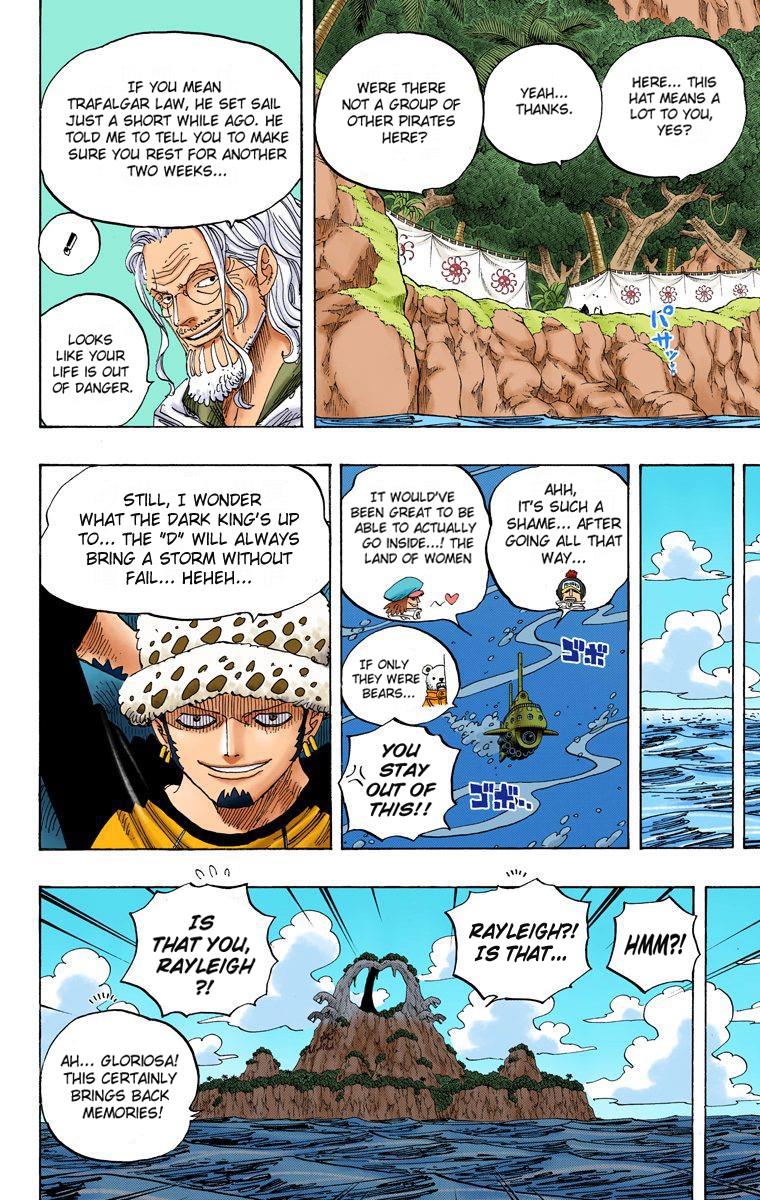 HERE... THIS
HAT MEANS A
LOT TO YOU,
YES?
YEAH...
THANKS.
WERE THERE
NOT A GROUP OF
OTHER PIRATES
HERE?
パサッ…
IF YOU MEAN
TRAFALGAR LAW, HE SET SAIL
JUST A SHORT WHILE AGO. HE
TOLD ME TO TELL YOU TO MAKE
SURE YOU REST FOR ANOTHER
TWO WEEKS...
!
LOOKS
LIKE YOUR
LIFE IS OUT
OF DANGER.
AHH,
IT'S SUCH A
SHAME... AFTER
GOING ALL THAT
WAY...
IT WOULD'VE
BEEN GREAT TO BE
ABLE TO ACTUALLY
GO INSIDE...! THE
LAND OF WOMEN
ゴボ
IF ONLY
THEY WERE
BEARS...
YOU
STAY
OUT OF
THIS!!
ゴボ…
STILL, I WONDER
WHAT THE DARK KING'S UP
TO... THE "D" WILL ALWAYS
BRING A STORM WITHOUT
FAIL... HEHEH...
HMM?!
RAYLEIGH?!
IS THAT...
IS
THAT YOU,
RAYLEIGH
?!
AH... GLORIOSA!
THIS CERTAINLY
BRINGS BACK
MEMORIES!